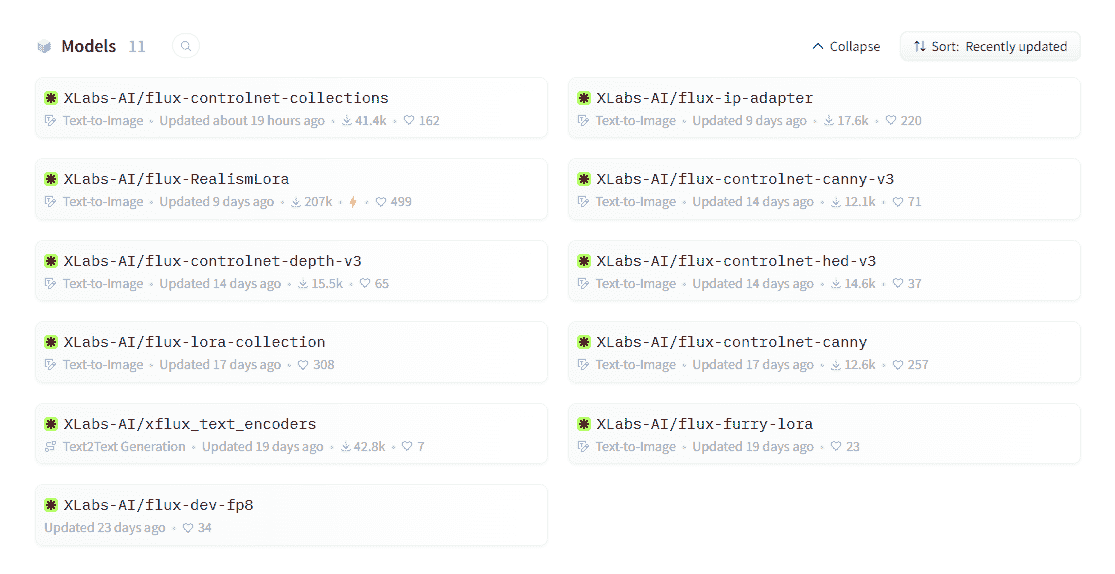 Models 11
Collapse
Sort: Recently updated
XLabs-AI/flux-controlnet-collections
Text-to-Image • Updated about 19 hours ago • 41.4k • 162
XLabs-AI/flux-ip-adapter
Text-to-Image • Updated 9 days ago • 17.6k • 220
XLabs-AI/flux-RealismLora
Text-to-Image • Updated 9 days ago • 207k • • 499
XLabs-AI/flux-controlnet-canny-v3
Text-to-Image • Updated 14 days ago • 12.1k • 71
XLabs-AI/flux-controlnet-depth-v3
Text-to-Image • Updated 14 days ago • 15.5k • 65
XLabs-AI/flux-controlnet-hed-v3
Text-to-Image • Updated 14 days ago • 14.6k • 37
XLabs-AI/flux-lora-collection
Text-to-Image • Updated 17 days ago • 308
XLabs-AI/flux-controlnet-canny
Text-to-Image • Updated 17 days ago • 12.6k • 257
XLabs-AI/xflux_text_encoders
Text2Text Generation • Updated 19 days ago • 42.8k • 7
XLabs-AI/flux-furry-lora
Text-to-Image • Updated 19 days ago • 23
XLabs-AI/flux-dev-fp8
Updated 23 days ago • 34